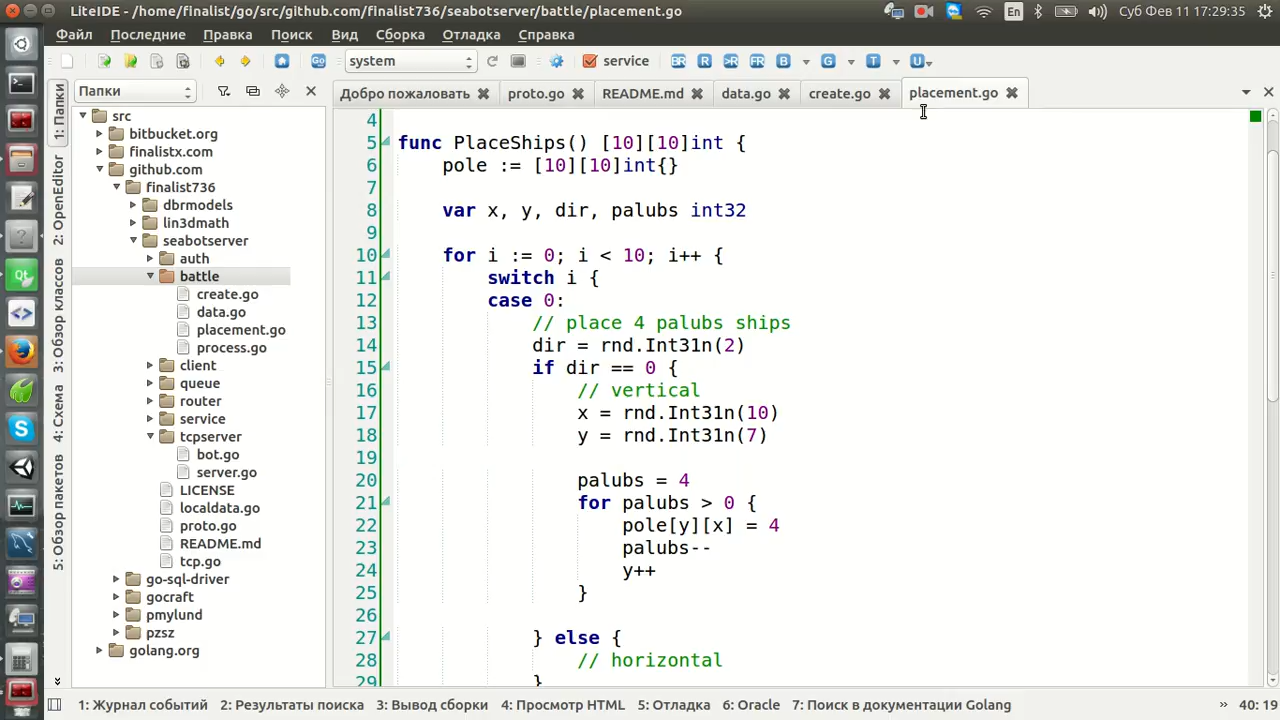 LiteIDE - /home/finalist/go/src/github.com/finalist736/seabotserver/battle/placement.go
En
Суб Фев 11 17:29:35
Файл Последние Правка Поиск Вид Сборка Отладка Справка
Go system service BR R >R FR B G T U
Папки
Добро пожаловать proto.go README.md data.go create.go placement.go
1: Папки
2: OpenEditor
3: Обзор классов
4: Схема
5: Обзор пакетов
src
bitbucket.org
finalistx.com
github.com
finalist736
dbrmodels
lin3dmath
seabotserver
auth
battle
create.go
data.go
placement.go
process.go
client
queue
router
service
tcpserver
bot.go
server.go
LICENSE
localdata.go
proto.go
README.md
tcp.go
go-sql-driver
gocraft
pmylund
pzsz
golang.org
4
5 func PlaceShips() [10][10]int {
6 pole := [10][10]int{}
7
8 var x, y, dir, palubs int32
9
10 for i := 0; i < 10; i++ {
11 switch i {
12 case 0:
13 // place 4 palubs ships
14 dir = rnd.Int31n(2)
15 if dir == 0 {
16 // vertical
17 x = rnd.Int31n(10)
18 y = rnd.Int31n(7)
19
20 palubs = 4
21 for palubs > 0 {
22 pole[y][x] = 4
23 palubs--
24 y++
25 }
26
27 } else {
28 // horizontal
29 }
1: Журнал событий 2: Результаты поиска 3: Вывод сборки 4: Просмотр HTML 5: Отладка 6: Oracle 7: Поиск в документации Golang
40: 19